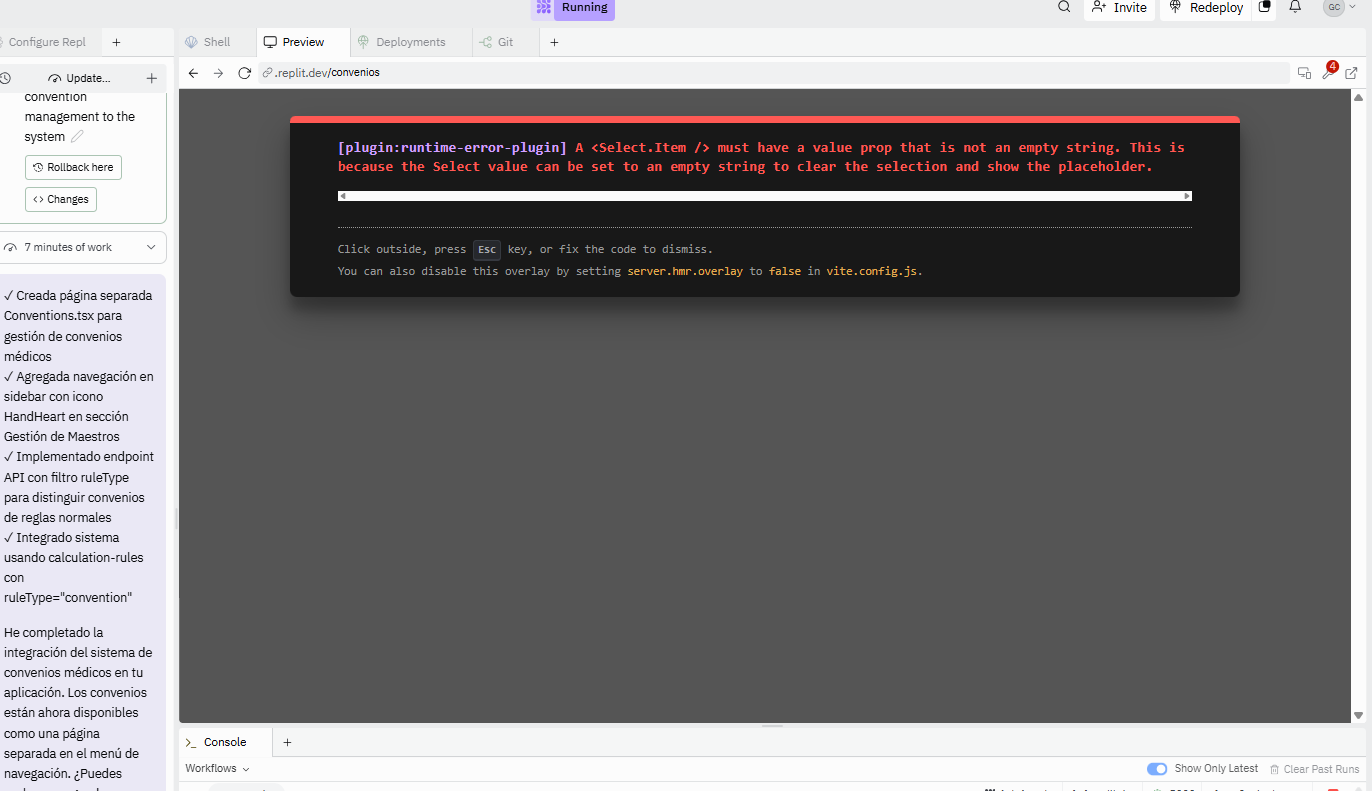 Running
Invite
Redeploy
GC
Configure Repl
Shell
Preview
Deployments
Git
Update...
.replit.dev/convenios
4
convention
management to the
system
Rollback here
Changes
7 minutes of work
✓ Creada página separada
Conventions.tsx para
gestión de convenios
médicos
✓ Agregada navegación en
sidebar con icono
HandHeart en sección
Gestión de Maestros
✓ Implementado endpoint
API con filtro ruleType
para distinguir convenios
de reglas normales
✓ Integrado sistema
usando calculation-rules
con
ruleType="convention"
He completado la
integración del sistema de
convenios médicos en tu
aplicación. Los convenios
están ahora disponibles
como una página
separada en el menú de
navegación. ¿Puedes
[plugin:runtime-error-plugin] A <Select.Item /> must have a value prop that is not an empty string. This is
because the Select value can be set to an empty string to clear the selection and show the placeholder.
Click outside, press Esc key, or fix the code to dismiss.
You can also disable this overlay by setting server.hmr.overlay to false in vite.config.js.
Console
Workflows
Show Only Latest
Clear Past Runs